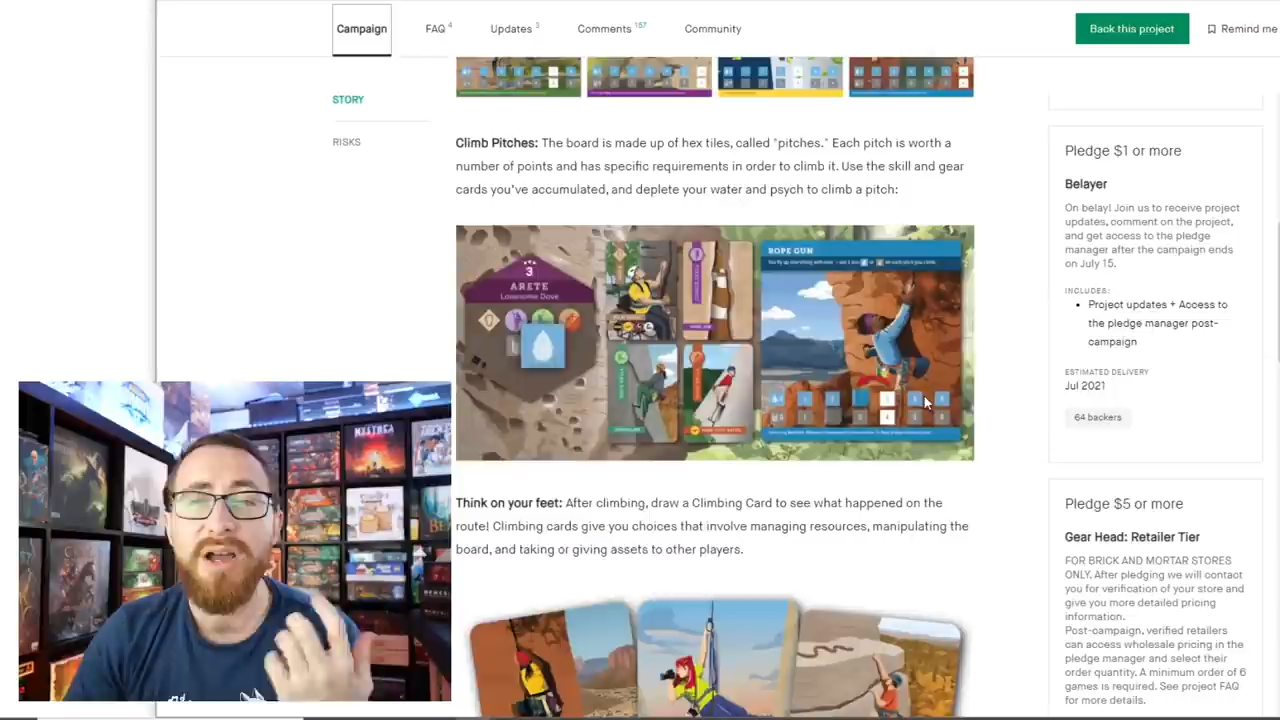 Campaign
FAQ 4
Updates 3
Comments 157
Community
Back this project
Remind me
STORY
RISKS
Climb Pitches: The board is made up of hex tiles, called "pitches." Each pitch is worth a
number of points and has specific requirements in order to climb it. Use the skill and gear
cards you've accumulated, and deplete your water and psych to climb a pitch:
3
ARETE
Lonesome Dove
ROPE GUN
Think on your feet: After climbing, draw a Climbing Card to see what happened on the
route! Climbing cards give you choices that involve managing resources, manipulating the
board, and taking or giving assets to other players.
Pledge $1 or more
Belayer
On belay! Join us to receive project
updates, comment on the project,
and get access to the pledge
manager after the campaign ends
on July 15.
INCLUDES:
Project updates + Access to
the pledge manager post-
campaign
ESTIMATED DELIVERY
Jul 2021
64 backers
Pledge $5 or more
Gear Head: Retailer Tier
FOR BRICK AND MORTAR STORES
ONLY. After pledging we will contact
you for verification of your store and
give you more detailed pricing
information.
Post-campaign, verified retailers
can access wholesale pricing in the
pledge manager and select their
order quantity. A minimum order of 6
games is required. See project FAQ
for more details.